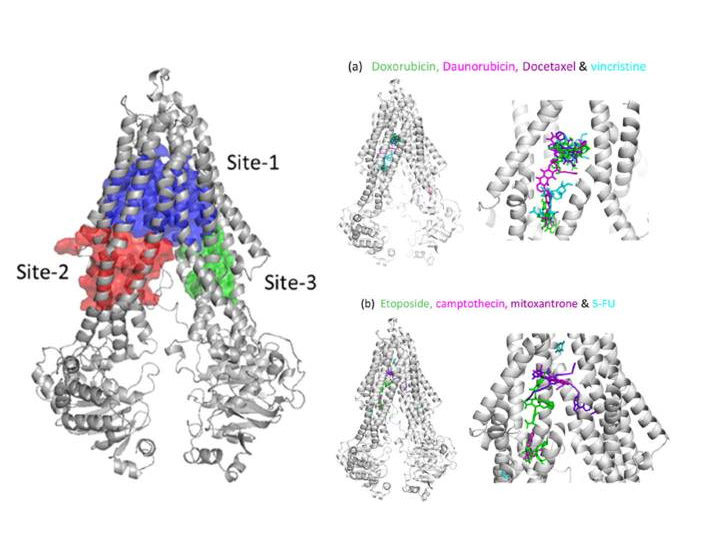 Site-1
Site-2
Site-3
(a) Doxorubicin, Daunorubicin, Docetaxel & vincristine
(b) Etoposide, camptothecin, mitoxantrone & 5-FU